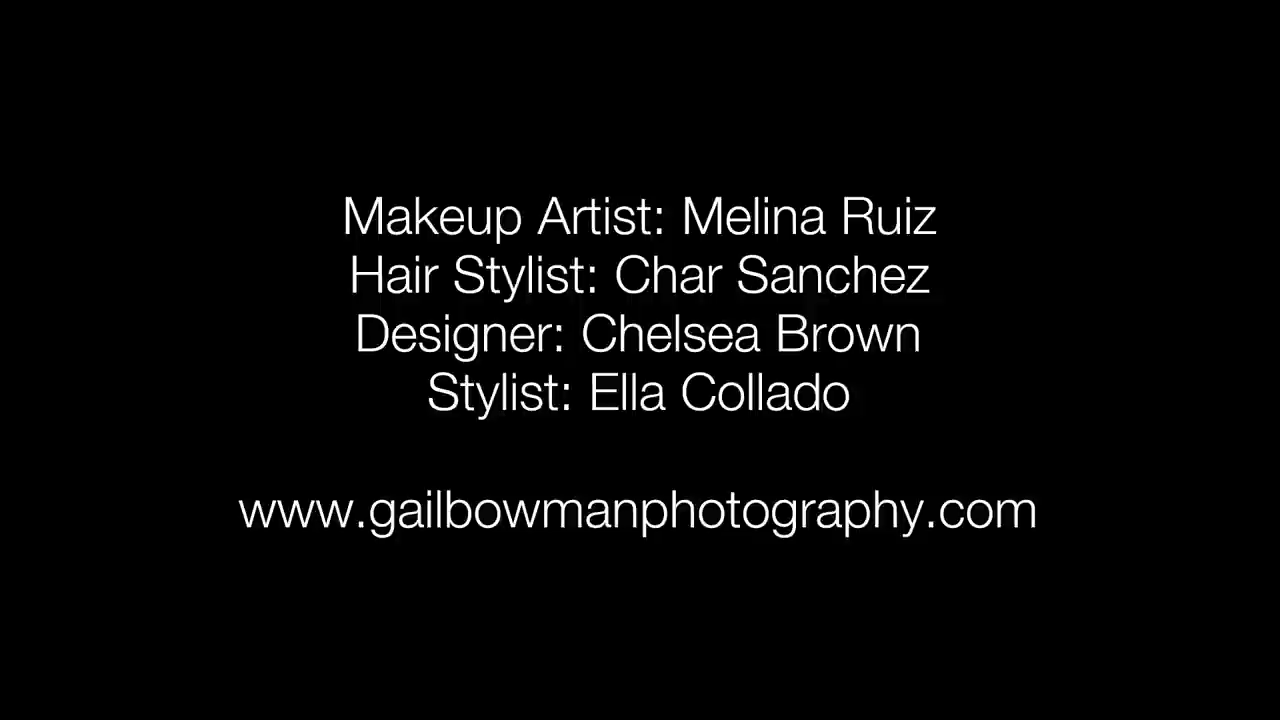 Makeup Artist: Melina Ruiz
Hair Stylist: Char Sanchez
Designer: Chelsea Brown
Stylist: Ella Collado
www.gailbowmanphotography.com